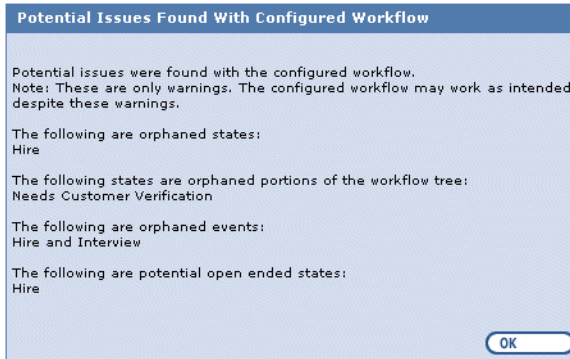 Potential Issues Found With Configured Workflow
Potential issues were found with the configured workflow.
Note: These are only warnings. The configured workflow may work as intended
despite these warnings.
The following are orphaned states:
Hire
The following states are orphaned portions of the workflow tree:
Needs Customer Verification
The following are orphaned events:
Hire and Interview
The following are potential open ended states:
Hire
OK